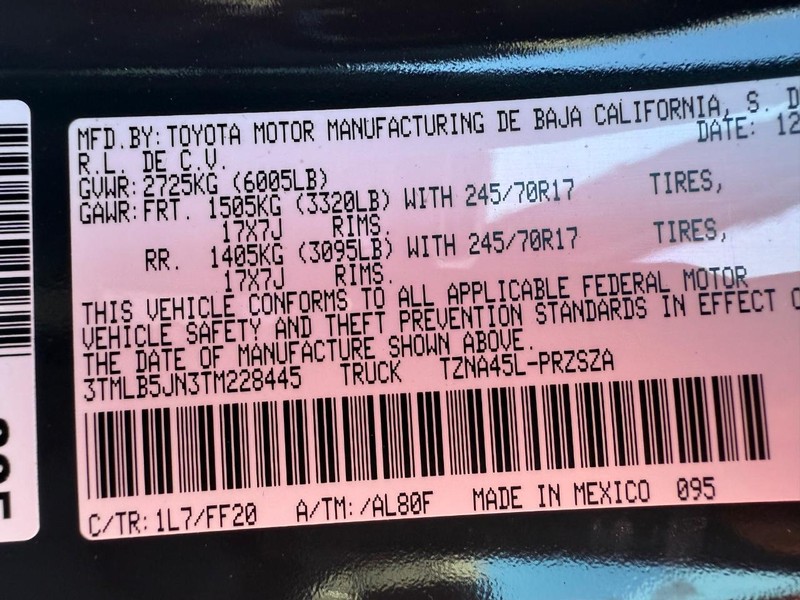 MFD.BY: TOYOTA MOTOR MANUFACTURING DE BAJA CALIFORNIA, S. D
R.L. DE C.V. DATE: 12
GVWR: 2725KG (6005LB)
GAWR: FRT. 1505KG (3320LB) WITH 245/70R17 TIRES,
17X7J RIMS.
RR. 1405KG (3095LB) WITH 245/70R17 TIRES,
17X7J RIMS.
THIS VEHICLE CONFORMS TO ALL APPLICABLE FEDERAL MOTOR
VEHICLE SAFETY AND THEFT PREVENTION STANDARDS IN EFFECT O
THE DATE OF MANUFACTURE SHOWN ABOVE.
3TMLB5JN3TM228445 TRUCK TZNA45L-PRZSZA
C/TR: 1L7/FF20 A/TM: /AL80F MADE IN MEXICO 095